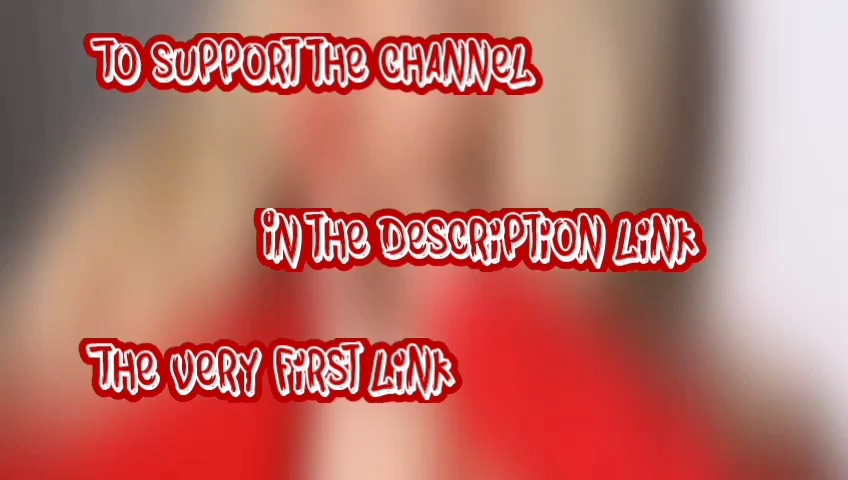 To support the channel
in the description link
The very first link